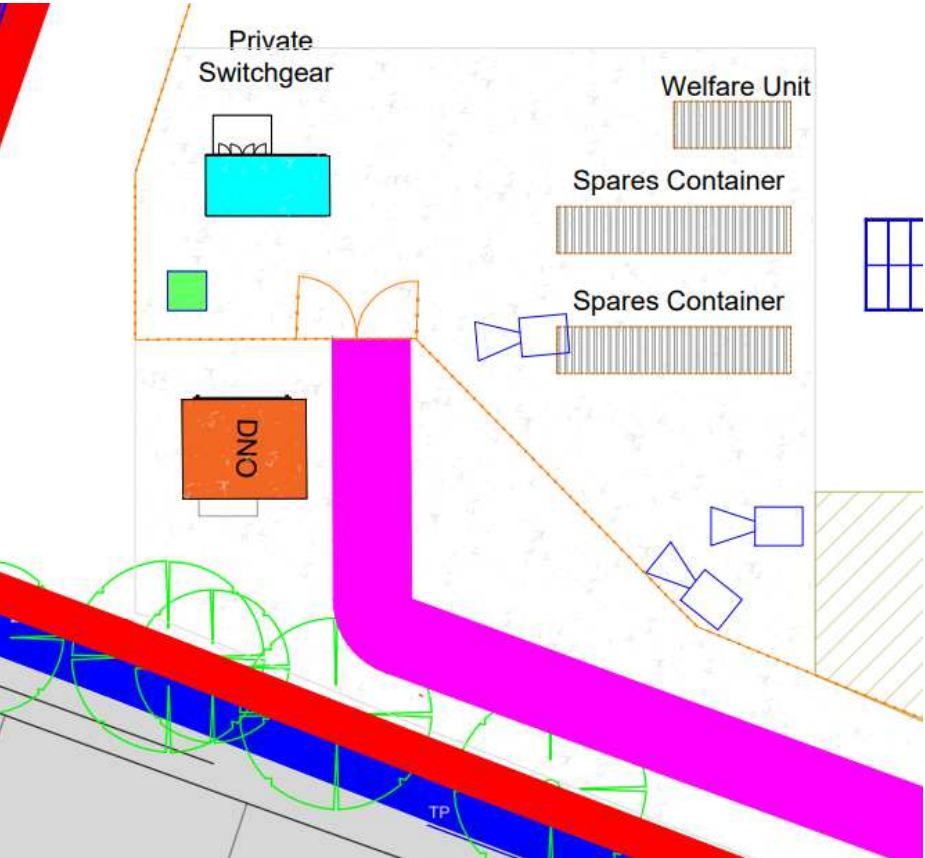 Private
Switchgear
Welfare Unit
Spares Container
Spares Container
DNO
TP